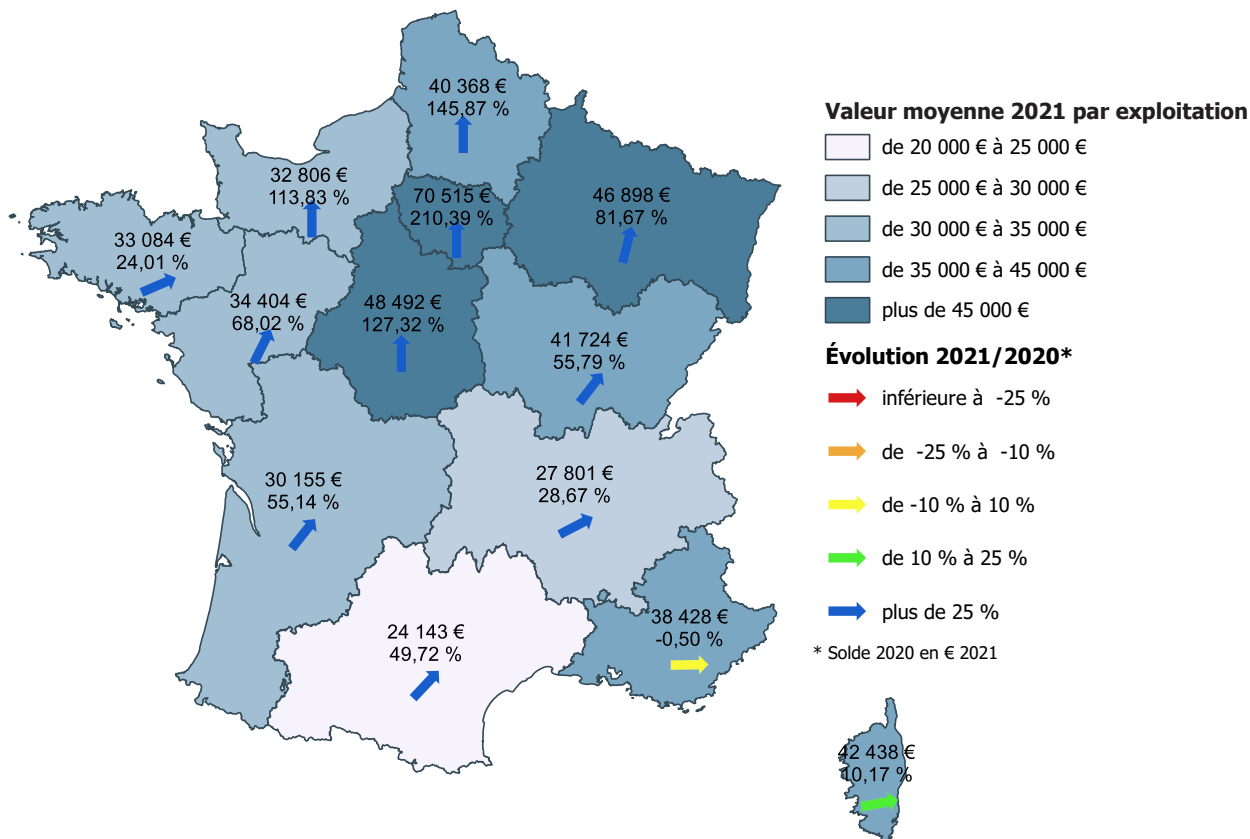 40 368 €
145,87 %
32 806 €
113,83 %
70 515 €
210,39 %
46 898 €
81,67 %
33 084 €
24,01 %
34 404 €
68,02 %
48 492 €
127,32 %
41 724 €
55,79 %
30 155 €
55,14 %
27 801 €
28,67 %
24 143 €
49,72 %
38 428 €
-0,50 %
42 438 €
10,17 %
Valeur moyenne 2021 par exploitation
de 20 000 € à 25 000 €
de 25 000 € à 30 000 €
de 30 000 € à 35 000 €
de 35 000 € à 45 000 €
plus de 45 000 €
Évolution 2021/2020*
inférieure à -25 %
de -25 % à -10 %
de -10 % à 10 %
de 10 % à 25 %
plus de 25 %
* Solde 2020 en € 2021